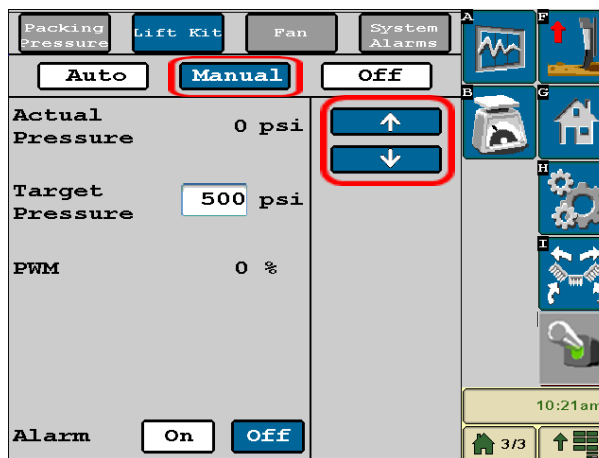 Packing Pressure
Lift Kit
Fan
System Alarms
Auto
Manual
Off
Actual Pressure
0 psi
Target Pressure
500 psi
PWM
0 %
Alarm
On
Off
A
B
F
G
H
I
10:21am
3/3